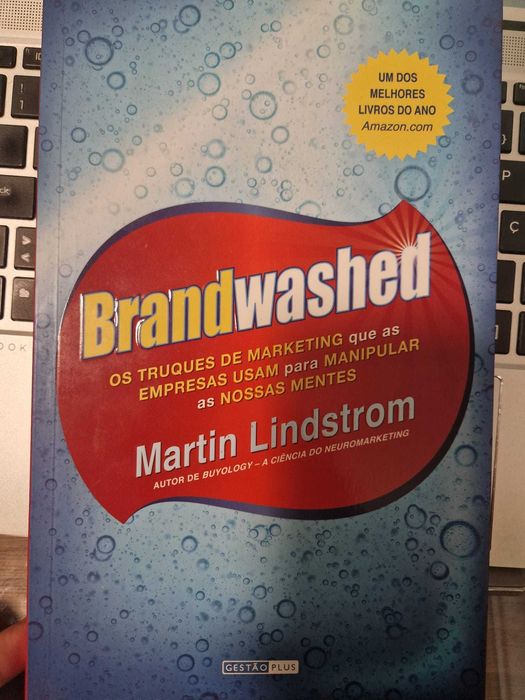 UM DOS
MELHORES
LIVROS DO ANO
Amazon.com
Brandwashed
OS TRUQUES DE MARKETING que as
EMPRESAS USAM para MANIPULAR
as NOSSAS MENTES
Martin Lindstrom
AUTOR DE BUYOLOGY – A CIÊNCIA DO NEUROMARKETING
GESTÃO PLUS